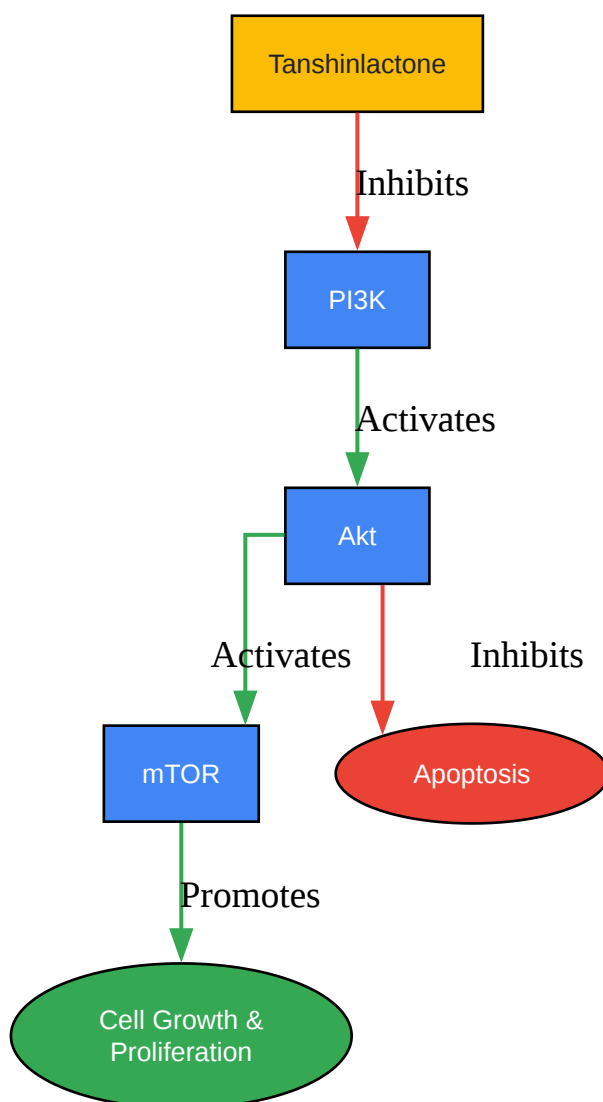 Tanshinlactone
Inhibits
PI3K
Activates
Akt
Activates
Inhibits
mTOR
Apoptosis
Promotes
Cell Growth &
Proliferation